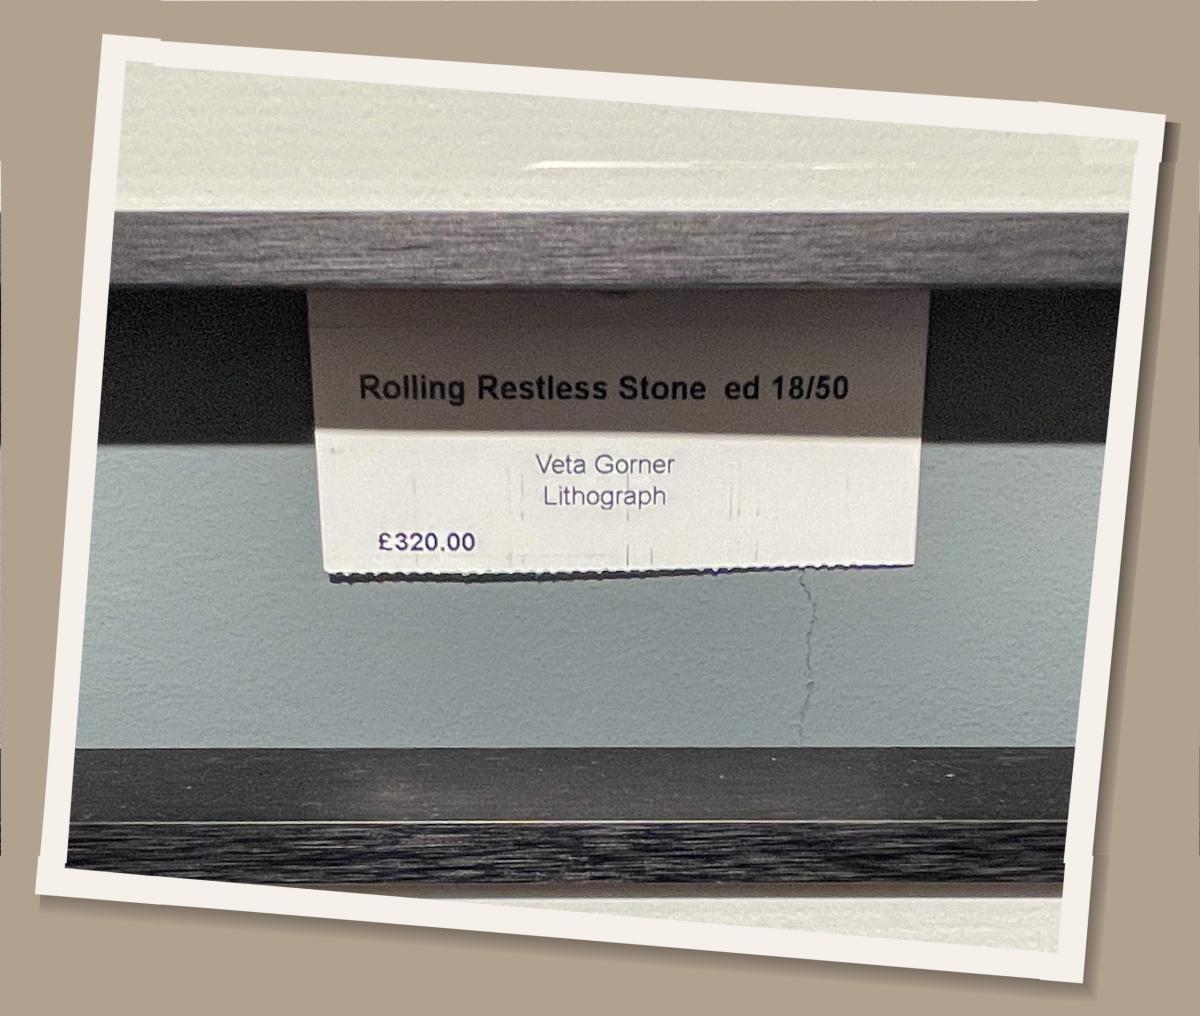 Rolling Restless Stone ed 18/50
Veta Gorner
Lithograph
£320.00